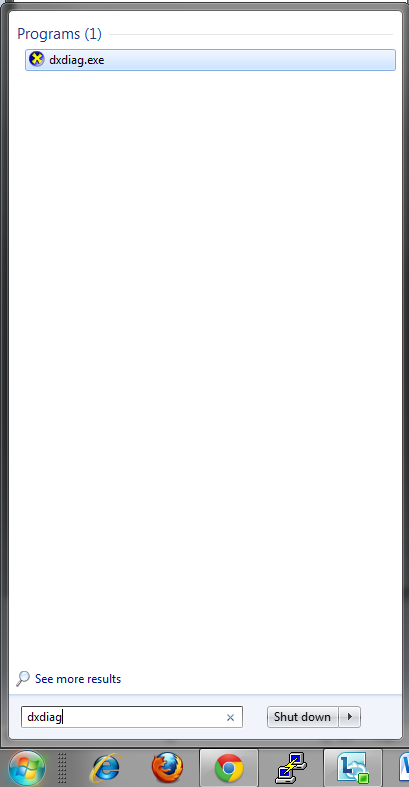 Programs (1)
dxdiag.exe
See more results
dxdiag
Shut down